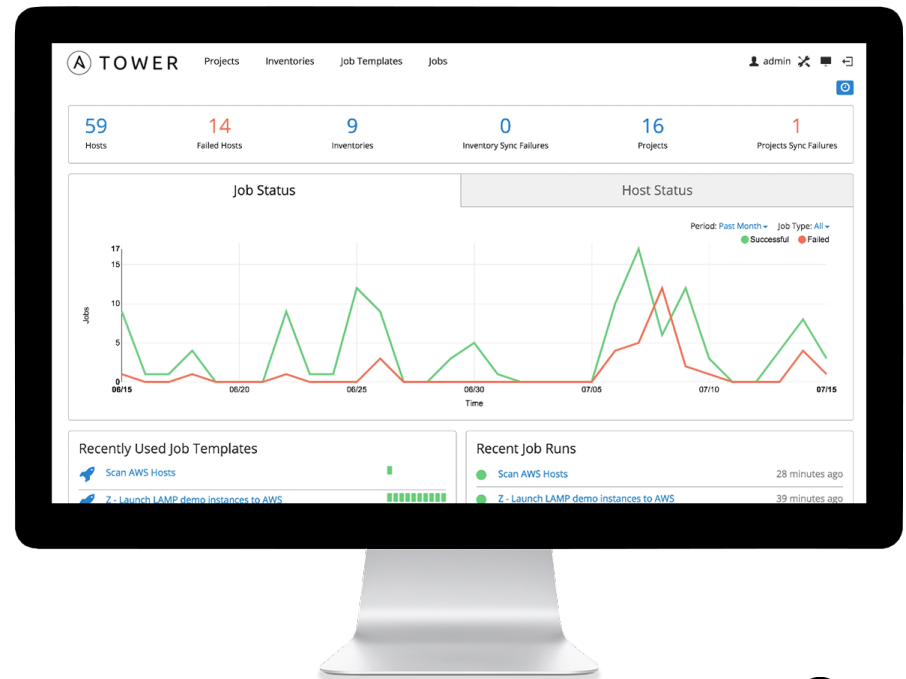 A TOWER Projects Inventories Job Templates Jobs admin
59 14 9 0 16 1
Hosts Failed Hosts Inventories Inventory Sync Failures Projects Projects Sync Failures
Job Status Host Status
Period: Past Month Job Type: All
Successful Failed
17
15
10
Jobs
5
0
06/15 06/20 06/25 06/30 07/05 07/10 07/15
Time
Recently Used Job Templates
Scan AWS Hosts
Z - Launch LAMP demo instances to AWS
Recent Job Runs
Scan AWS Hosts 28 minutes ago
Z - Launch LAMP demo instances to AWS 39 minutes ago